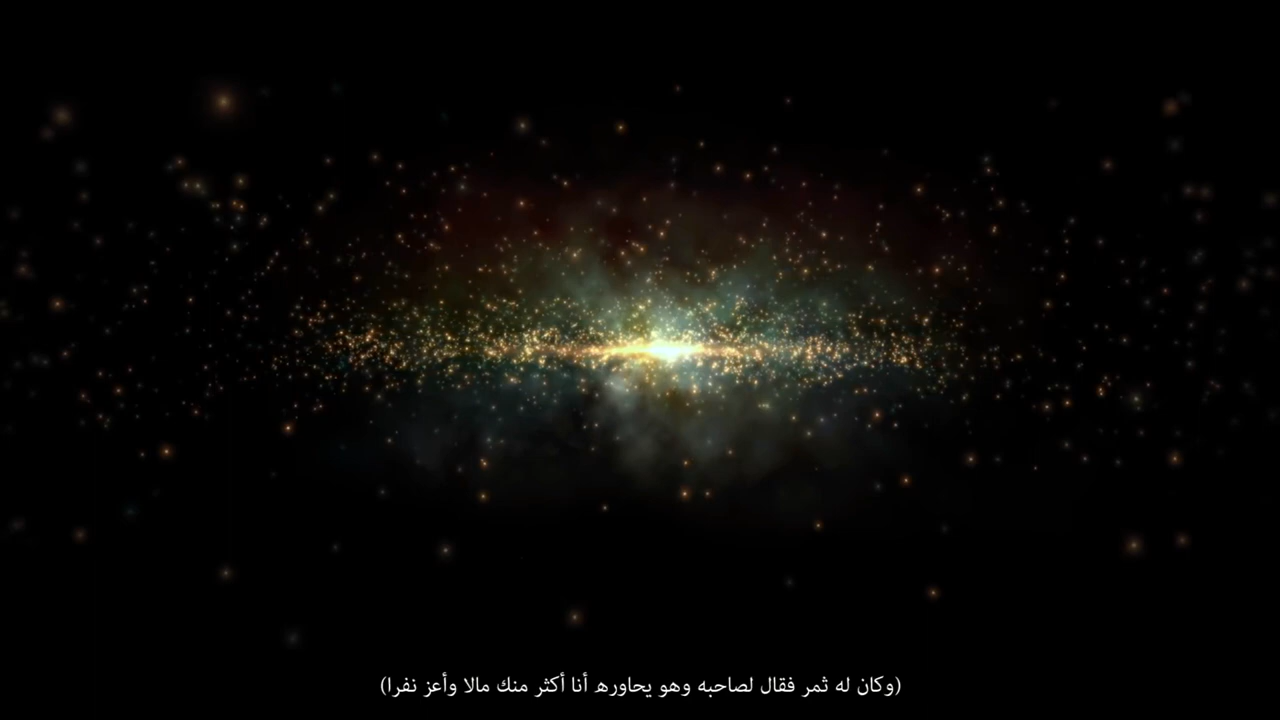 (وكان له ثمر فقال لصاحبه وهو يحاوره أنا أكثر منك مالا وأعز نفرا)